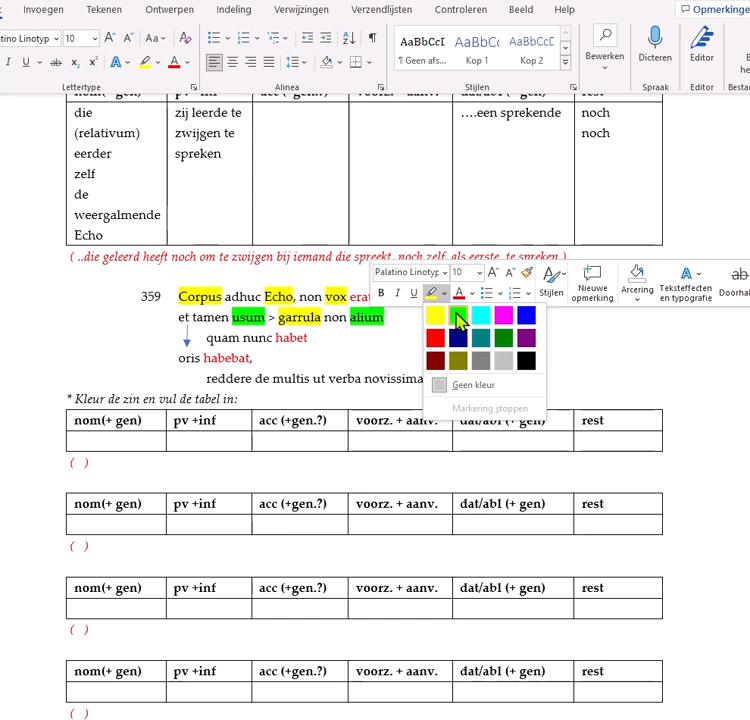 Invoegen Tekenen Ontwerpen Indeling Verwijzingen Verzendlijsten Controleren Beeld Help Opmerkinge
latino Linotyp 10 Aa
AaBbCcI AaBbCc AaBbCcD
¶ Geen afs... Kop 1 Kop 2
Bewerken Dicteren Editor
I U ab x₂ x² A A
Lettertype Alinea Stijlen Spraak Editor
die zij leerde te ….een sprekende noch
(relativum) zwijgen te noch
eerder spreken
zelf
de
weergalmende
Echo
( ..die geleerd heeft noch om te zwijgen bij iemand die spreekt, noch zelf als eerste te spreken )
Palatino Linotyp 10 A A
B I U A
Stijlen Nieuwe opmerking Arcering Teksteffecten en typografie
359 Corpus adhuc Echo, non vox erat
et tamen usum > garrula non alium
quam nunc habet
oris habebat,
reddere de multis ut verba novissima
Geen kleur
Markering stoppen
* Kleur de zin en vul de tabel in:
nom(+ gen) pv +inf acc (+gen.?) voorz. + aanv. dat/abl (+ gen) rest
( )
nom(+ gen) pv +inf acc (+gen.?) voorz. + aanv. dat/abl (+ gen) rest
( )
nom(+ gen) pv +inf acc (+gen.?) voorz. + aanv. dat/abl (+ gen) rest
( )
nom(+ gen) pv +inf acc (+gen.?) voorz. + aanv. dat/abl (+ gen) rest
( )